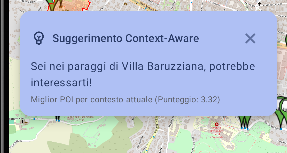 Suggerimento Context-Aware
Sei nei paraggi di Villa Baruzziana, potrebbe
interessarti!
Miglior POI per contesto attuale (Punteggio: 3.32)